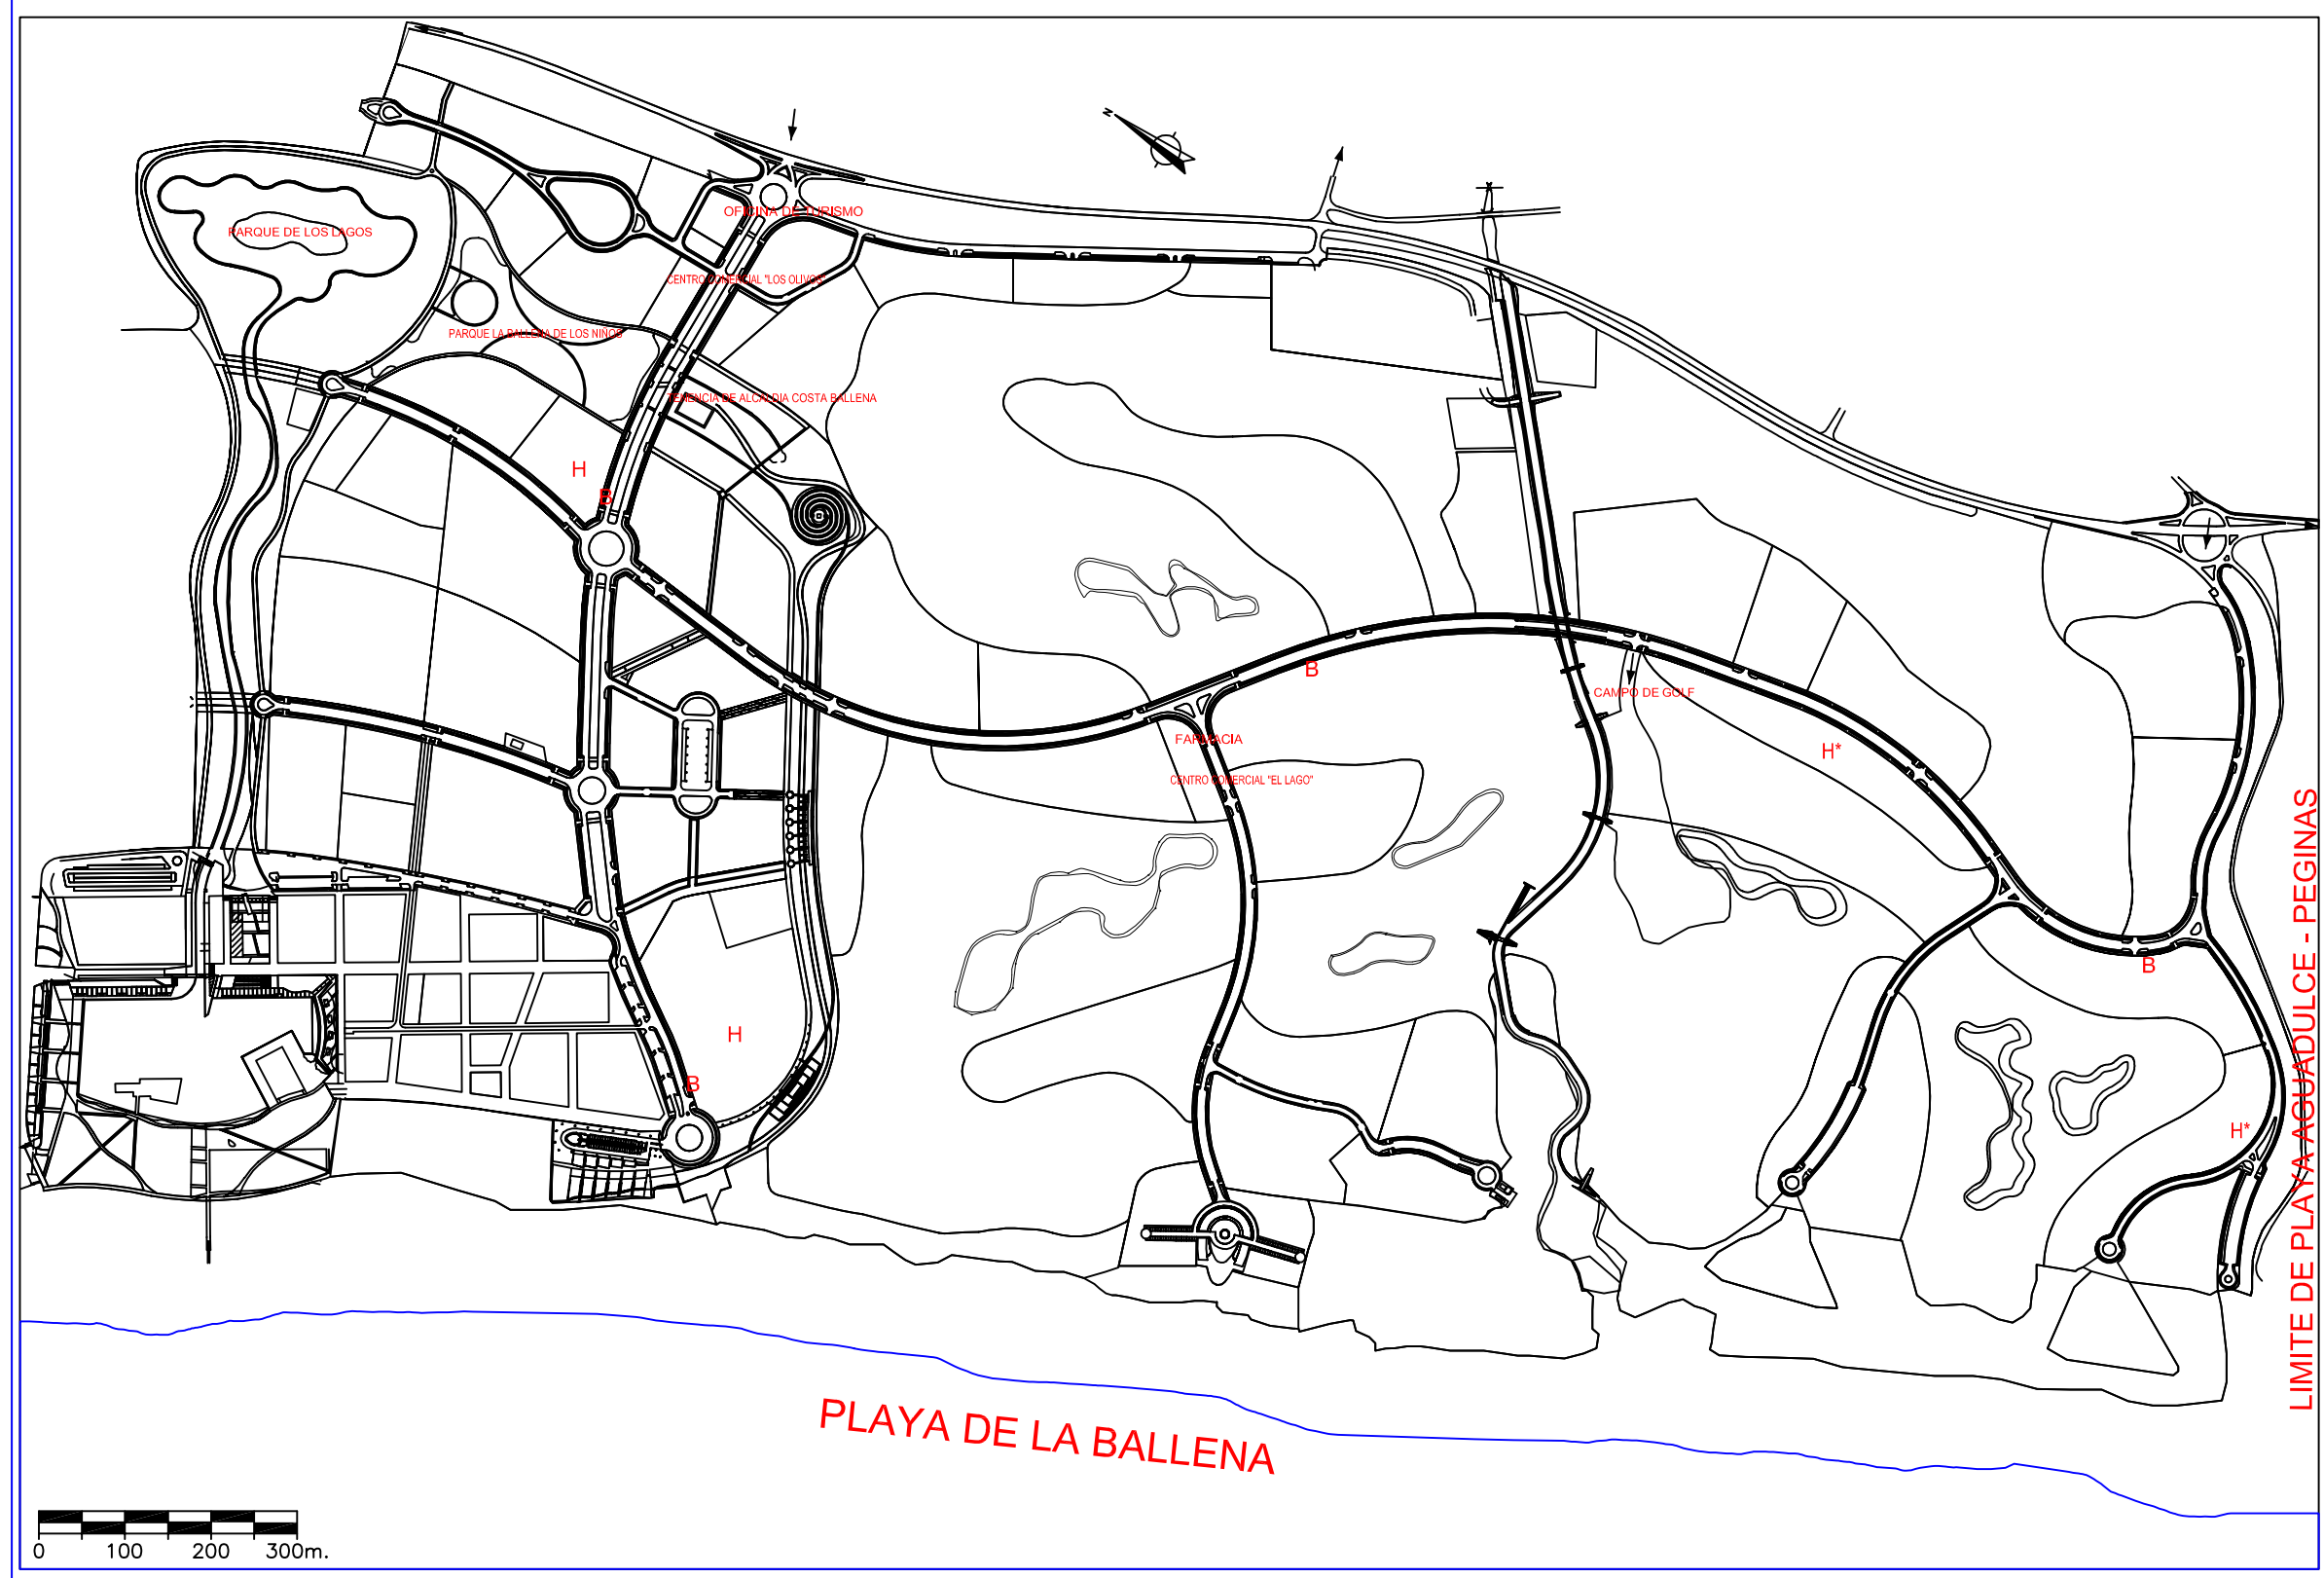 N
OFICINA DE TURISMO
PARQUE DE LOS LAGOS
CENTRO COMERCIAL "LOS OLIVOS"
PARQUE LA BALLENA DE LOS NIÑOS
TENENCIA DE ALCALDIA COSTA BALLENA
H
B
B
CAMPO DE GOLF
FARMACIA
H*
CENTRO COMERCIAL "EL LAGO"
B
H
B
H*
LIMITE DE PLAYA AGUADULCE - PEGINAS
PLAYA DE LA BALLENA
0 100 200 300m.